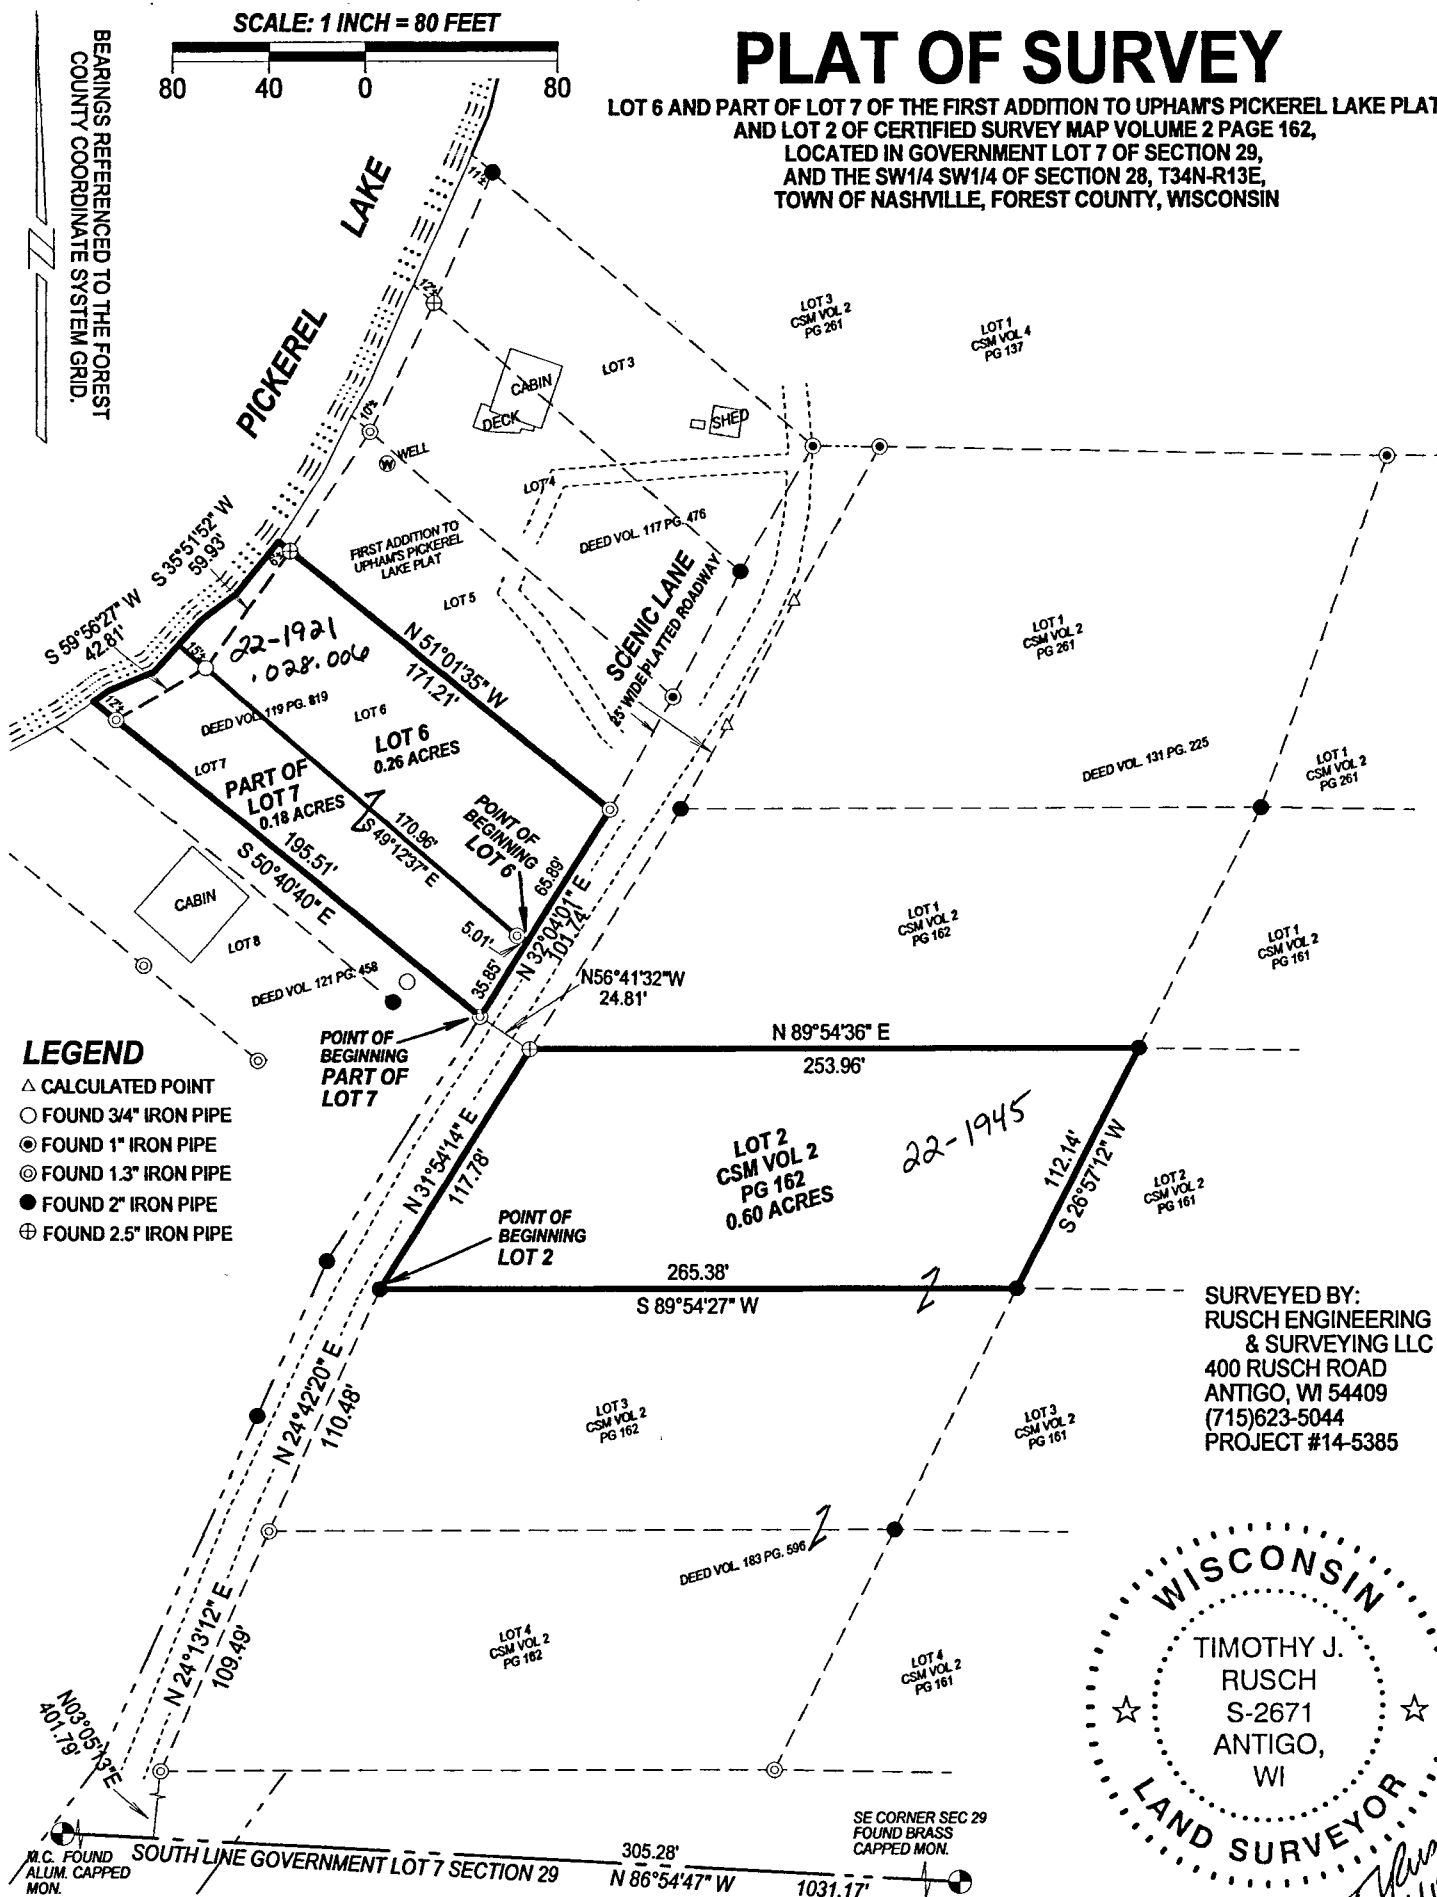 SCALE: 1 INCH = 80 FEET
80 40 0 80
BEARINGS REFERENCED TO THE FOREST
COUNTY COORDINATE SYSTEM GRID.
N
PLAT OF SURVEY
LOT 6 AND PART OF LOT 7 OF THE FIRST ADDITION TO UPHAM'S PICKEREL LAKE PLAT
AND LOT 2 OF CERTIFIED SURVEY MAP VOLUME 2 PAGE 162,
LOCATED IN GOVERNMENT LOT 7 OF SECTION 29,
AND THE SW1/4 SW1/4 OF SECTION 28, T34N-R13E,
TOWN OF NASHVILLE, FOREST COUNTY, WISCONSIN
PICKEREL LAKE
11'±
12'±
10'±
LOT 3
CSM VOL 2
PG 261
LOT 1
CSM VOL 4
PG 137
LOT 3
CABIN
DECK
SHED
W WELL
LOT 4
DEED VOL. 117 PG. 476
FIRST ADDITION TO
UPHAM'S PICKEREL
LAKE PLAT
LOT 5
SCENIC LANE
25' WIDE PLATTED ROADWAY
S 35°51'52" W
59.93'
S 59°56'27" W
42.81'
6'±
15'±
12'±
22-1921
.028.006
N 51°01'35" W
171.21'
DEED VOL. 119 PG. 819
LOT 6
LOT 6
0.26 ACRES
LOT 7
PART OF
LOT 7
0.18 ACRES
170.96'
S 49°12'37" E
195.51'
S 50°40'40" E
POINT OF
BEGINNING
LOT 6
65.89'
N 32°04'01" E
101.74'
5.01'
35.85'
N56°41'32"W
24.81'
CABIN
LOT 8
DEED VOL. 121 PG. 458
POINT OF
BEGINNING
PART OF
LOT 7
LOT 1
CSM VOL 2
PG 261
DEED VOL. 131 PG. 225
LOT 1
CSM VOL 2
PG 261
LOT 1
CSM VOL 2
PG 162
LOT 1
CSM VOL 2
PG 161
LEGEND
CALCULATED POINT
FOUND 3/4" IRON PIPE
FOUND 1" IRON PIPE
FOUND 1.3" IRON PIPE
FOUND 2" IRON PIPE
FOUND 2.5" IRON PIPE
N 89°54'36" E
253.96'
N 31°54'14" E
117.78'
LOT 2
CSM VOL 2
PG 162
0.60 ACRES
22-1945
112.14'
S 26°57'12" W
LOT 2
CSM VOL 2
PG 161
POINT OF
BEGINNING
LOT 2
265.38'
S 89°54'27" W
SURVEYED BY:
RUSCH ENGINEERING
& SURVEYING LLC
400 RUSCH ROAD
ANTIGO, WI 54409
(715)623-5044
PROJECT #14-5385
N 24°42'20" E
110.48'
LOT 3
CSM VOL 2
PG 162
LOT 3
CSM VOL 2
PG 161
DEED VOL. 183 PG. 596
N 24°13'12" E
109.49'
LOT 4
CSM VOL 2
PG 162
LOT 4
CSM VOL 2
PG 161
N03°05'13"E
401.79'
WISCONSIN
TIMOTHY J.
RUSCH
S-2671
ANTIGO,
WI
LAND SURVEYOR
M.C. FOUND
ALUM. CAPPED
MON.
SOUTH LINE GOVERNMENT LOT 7 SECTION 29
305.28'
N 86°54'47" W
1031.17'
SE CORNER SEC 29
FOUND BRASS
CAPPED MON.